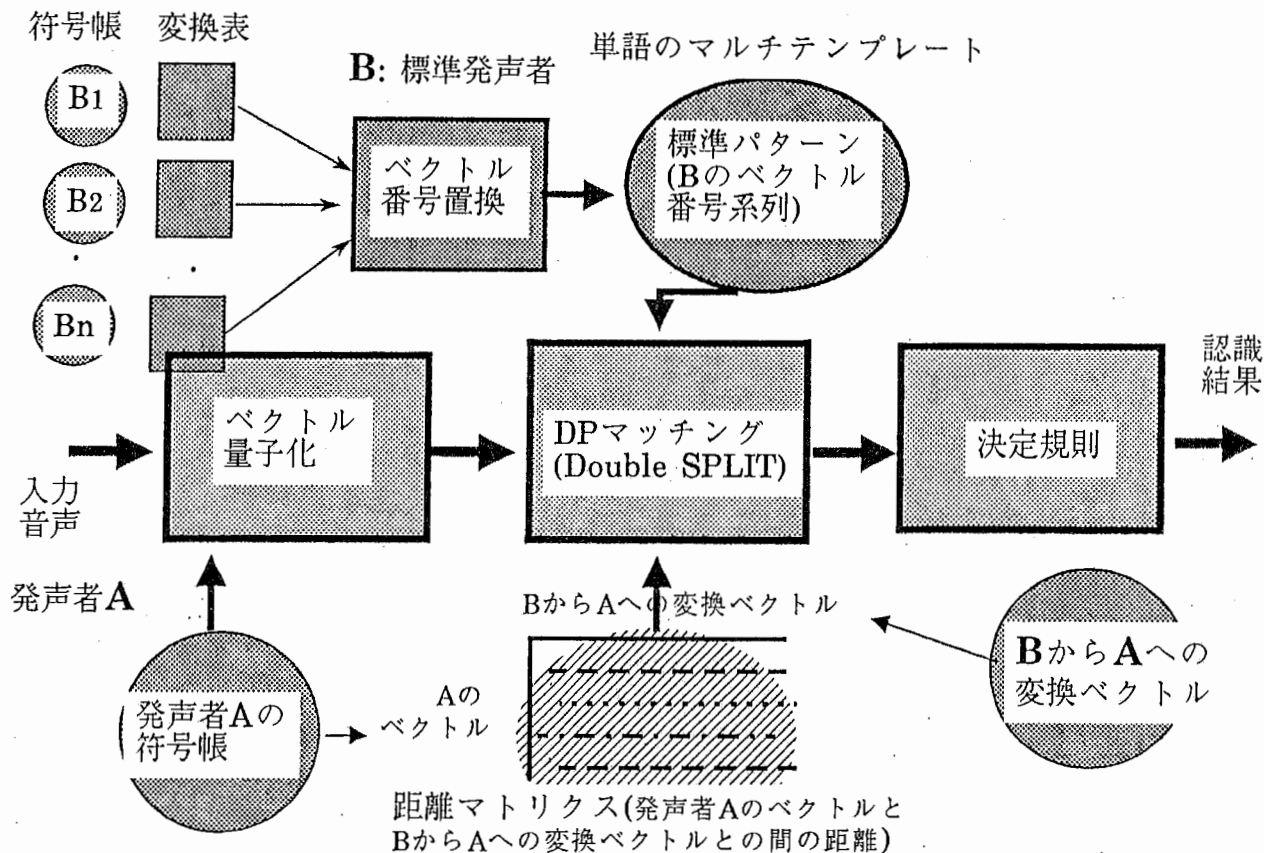 符号帳
変換表
B1
B2
Bn
B: 標準発声者
ベクトル
番号置換
単語のマルチテンプレート
標準パターン
(Bのベクトル
番号系列)
入力
音声
ベクトル
量子化
DPマッチング
(Double SPLIT)
決定規則
認識
結果
発声者A
発声者Aの
符号帳
BからAへの変換ベクトル
Aの
ベクトル
BからAへの
変換ベクトル
距離マトリクス(発声者Aのベクトルと
BからAへの変換ベクトルとの間の距離)